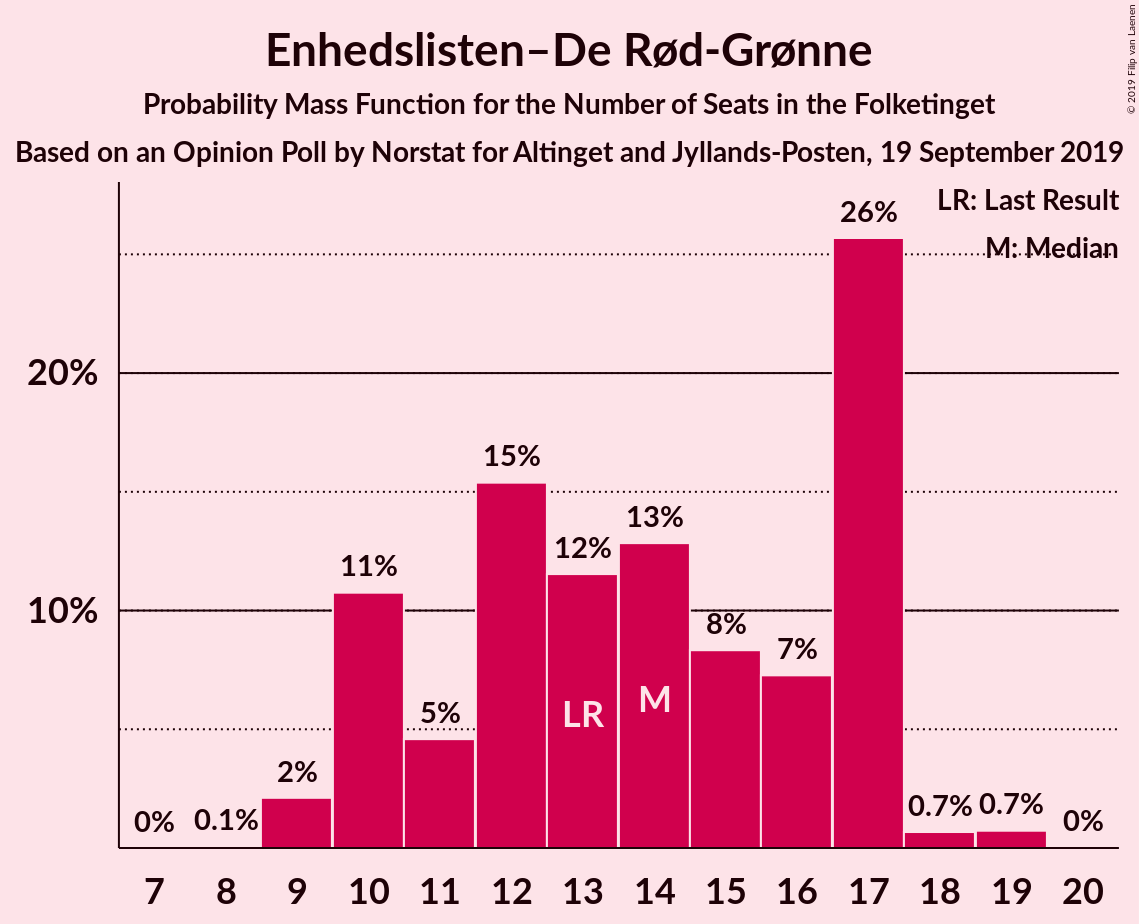 Enhedslisten–De Rød-Grønne
Probability Mass Function for the Number of Seats in the Folketinget
Based on an Opinion Poll by Norstat for Altinget and Jyllands-Posten, 19 September 2019
© 2019 Filip van Laenen
LR: Last Result
M: Median
20%
10%
0%
0.1%
2%
11%
5%
15%
12%
13%
8%
7%
26%
0.7%
0.7%
0%
LR
M
7 8 9 10 11 12 13 14 15 16 17 18 19 20